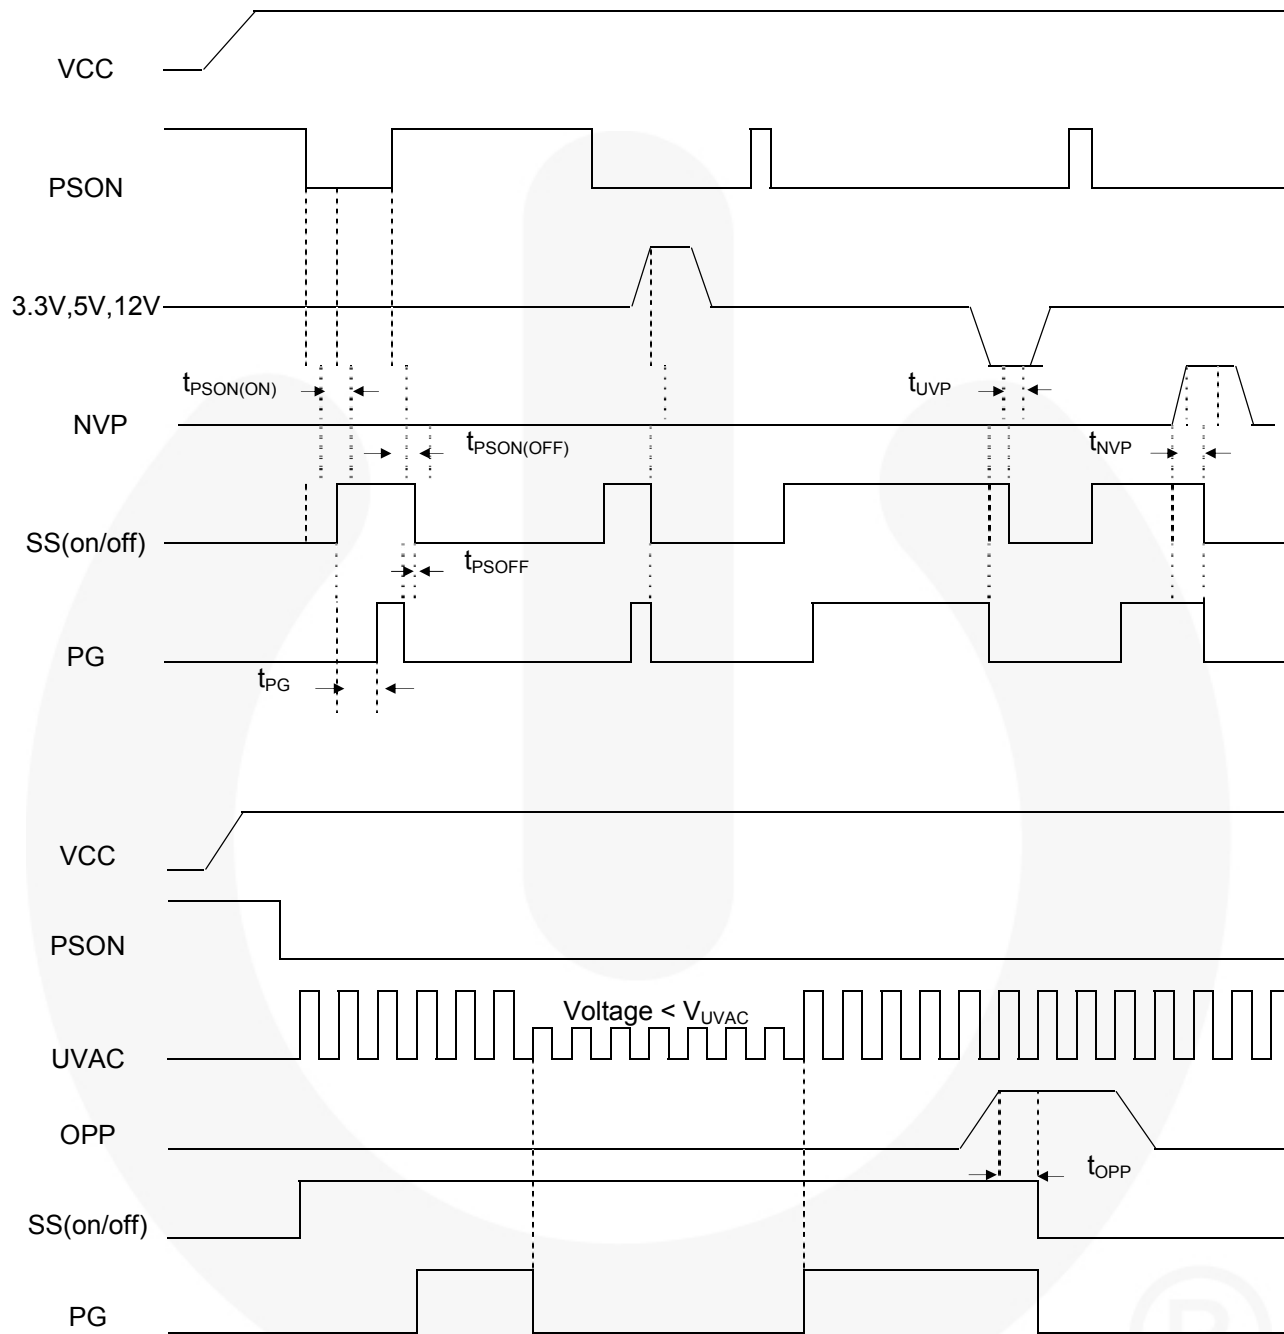 VCC
PSON
3.3V,5V,12V
tPSON(ON)
tUVP
NVP
tPSON(OFF)
tNVP
SS(on/off)
tPSOFF
PG
tPG
VCC
PSON
Voltage < VUVAC
UVAC
OPP
tOPP
SS(on/off)
PG
R